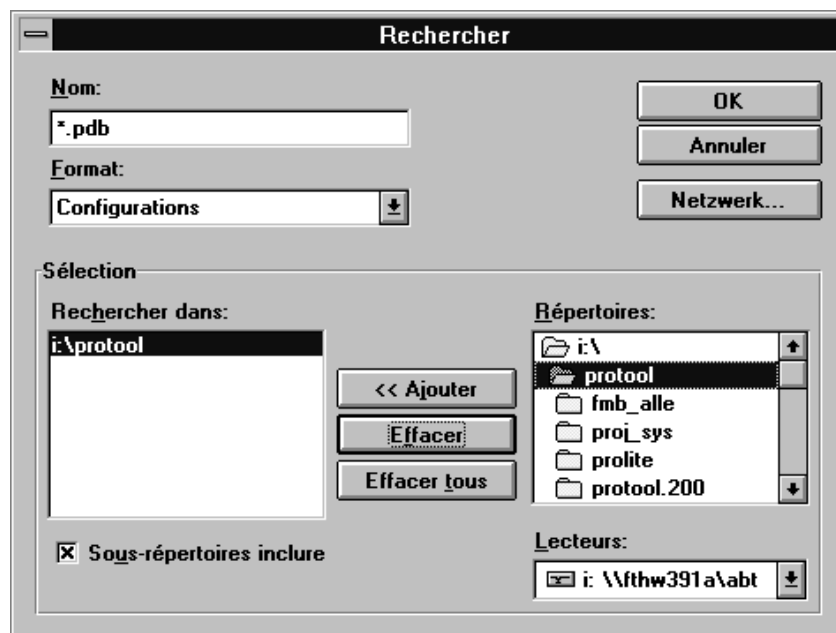 Rechercher
Nom:
*.pdb
Format:
Configurations
OK
Annuler
Netzwerk...
Sélection
Rechercher dans:
i:\protool
<< Ajouter
Effacer
Effacer tous
Sous-répertoires inclure
Répertoires:
i:\
protool
fmb_alle
proj_sys
prolite
protool.200
Lecteurs:
i: \\fthw391a\abt